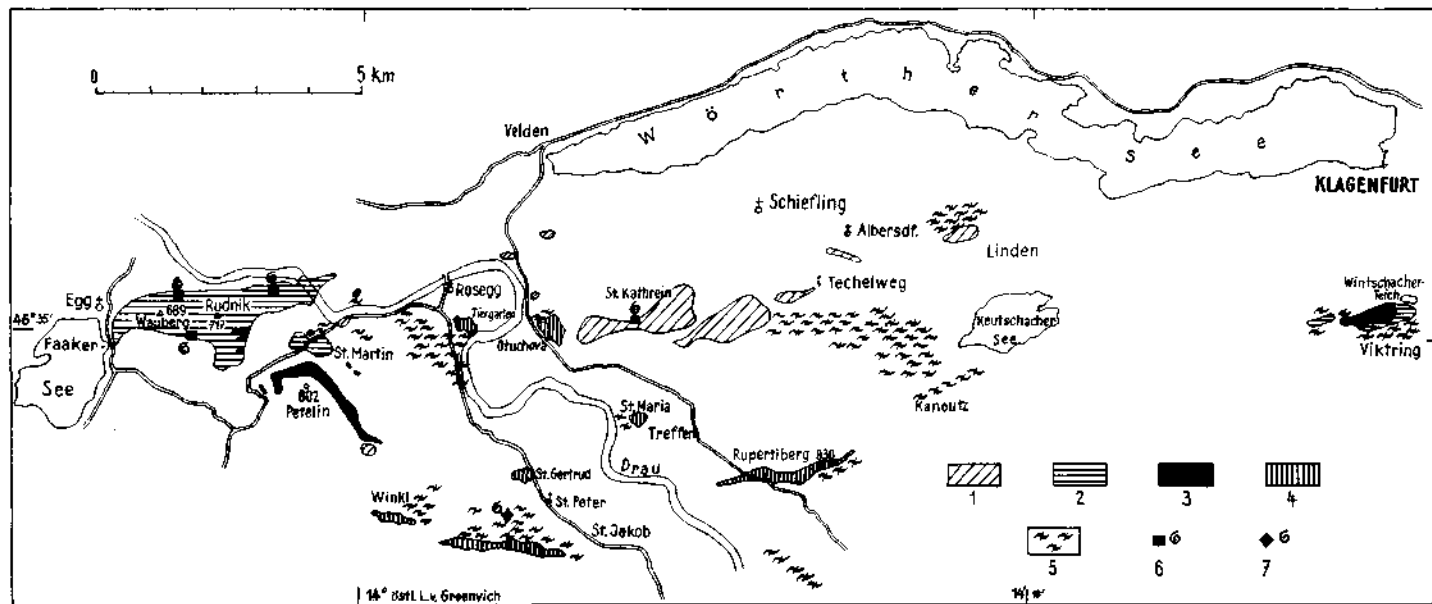 0
5 km
Velden
Wörther See
KLAGENFURT
Schiefling
Albersdf.
Linden
Techelweg
Egg
Rudnik
689
Wauberg
717
Rosegg
Tiergarten
St. Kathrein
Wintschacher-
Teich
46° 35'
Faaker
See
St. Martin
Otuchova
Keutschacher
See
Viktring
802
Petelin
Kanoutz
St. Maria
Treffen
Rupertiberg 830
Drau
St. Gertrud
Winkl
St. Peter
St. Jakob
1
2
3
4
5
6
7
14° östl. L.v. Greenwich